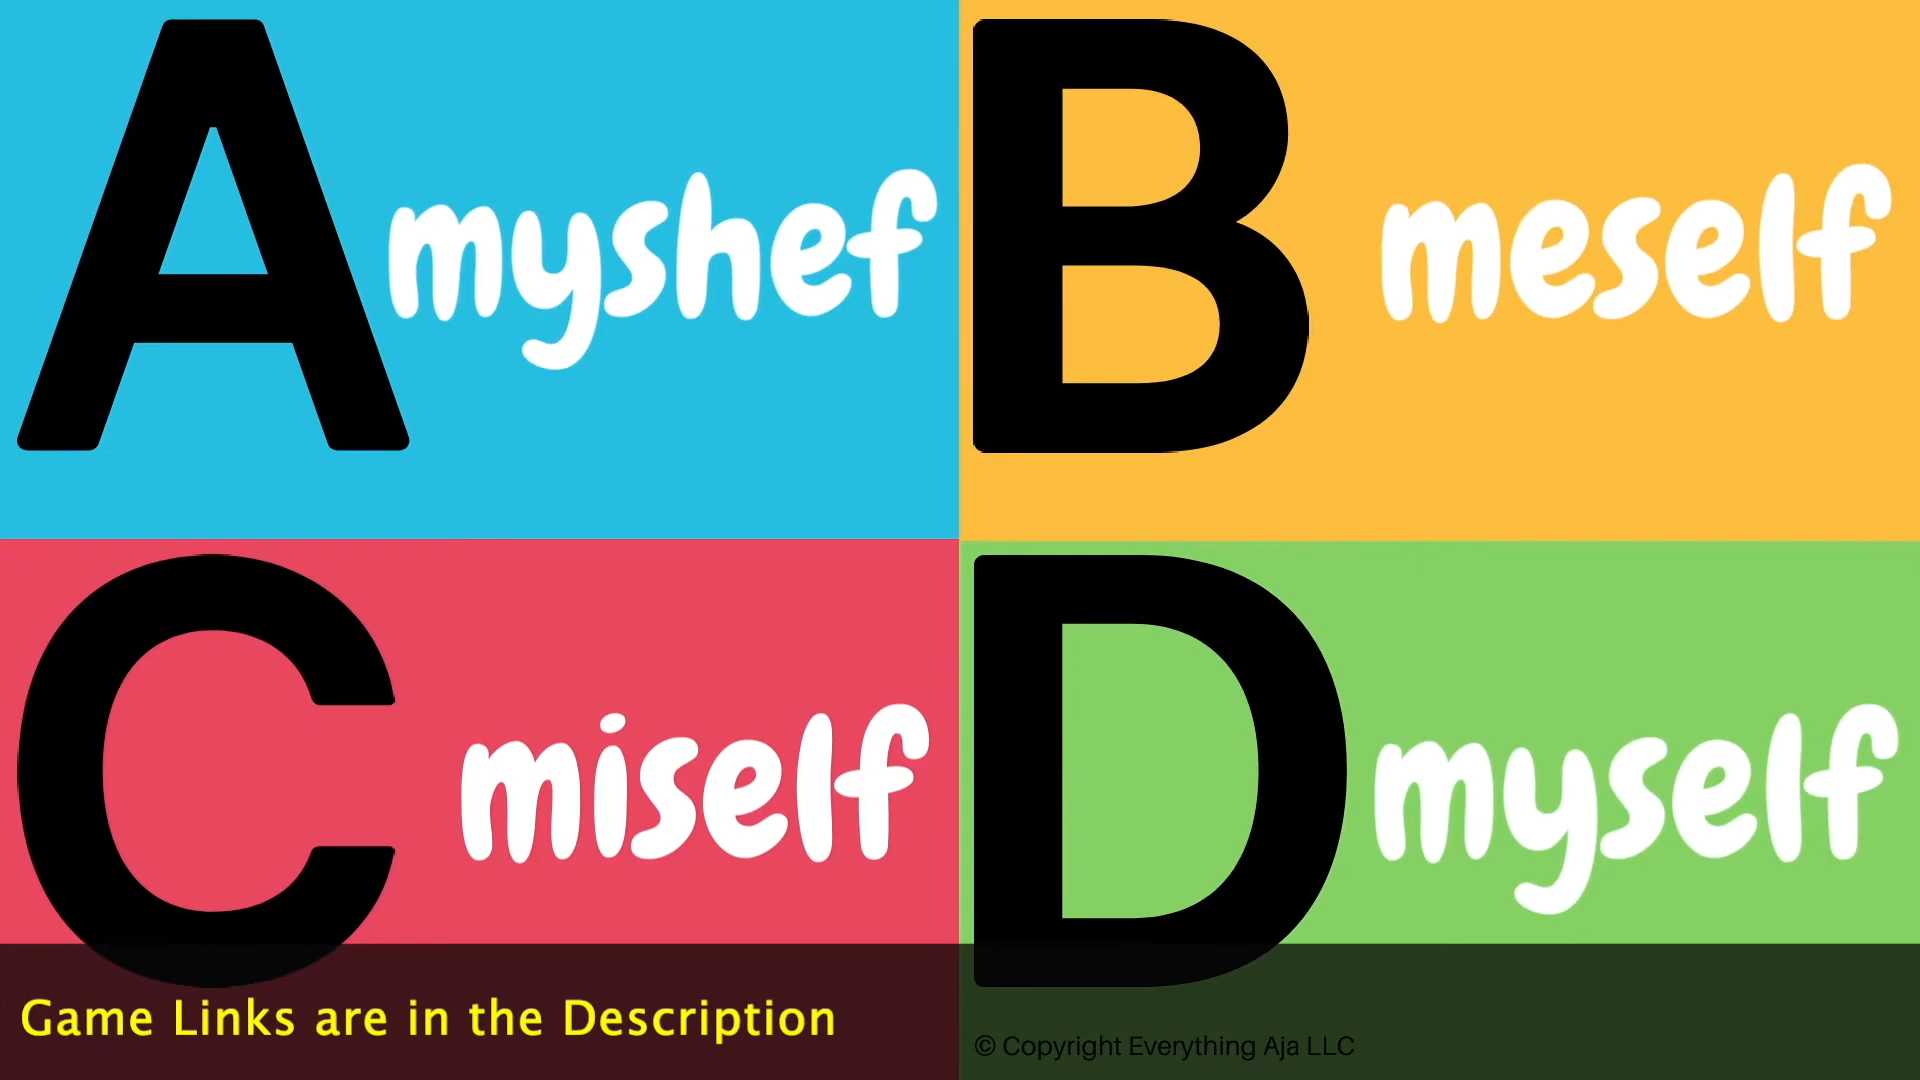 A myshef
B meself
C miself
D myself
Game Links are in the Description
© Copyright Everything Aja LLC